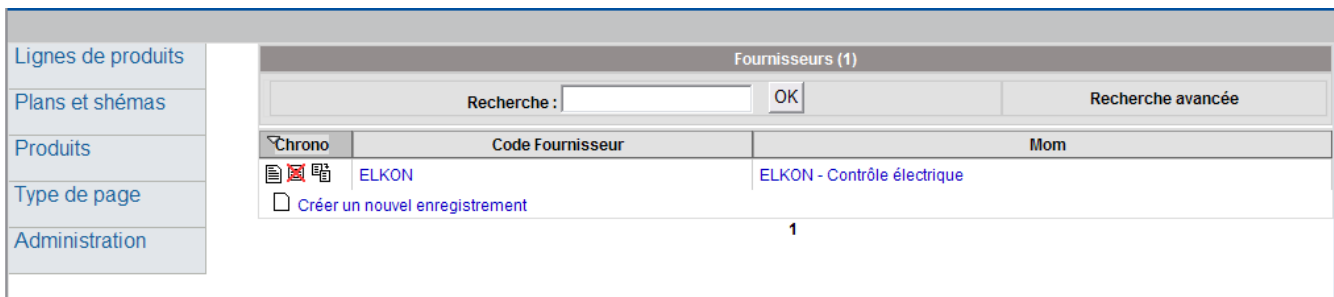 Lignes de produits
Plans et shémas
Produits
Type de page
Administration
Fournisseurs (1)
Recherche : OK Recherche avancée
Chrono Code Fournisseur Mom
ELKON ELKON - Contrôle électrique
Créer un nouvel enregistrement
1